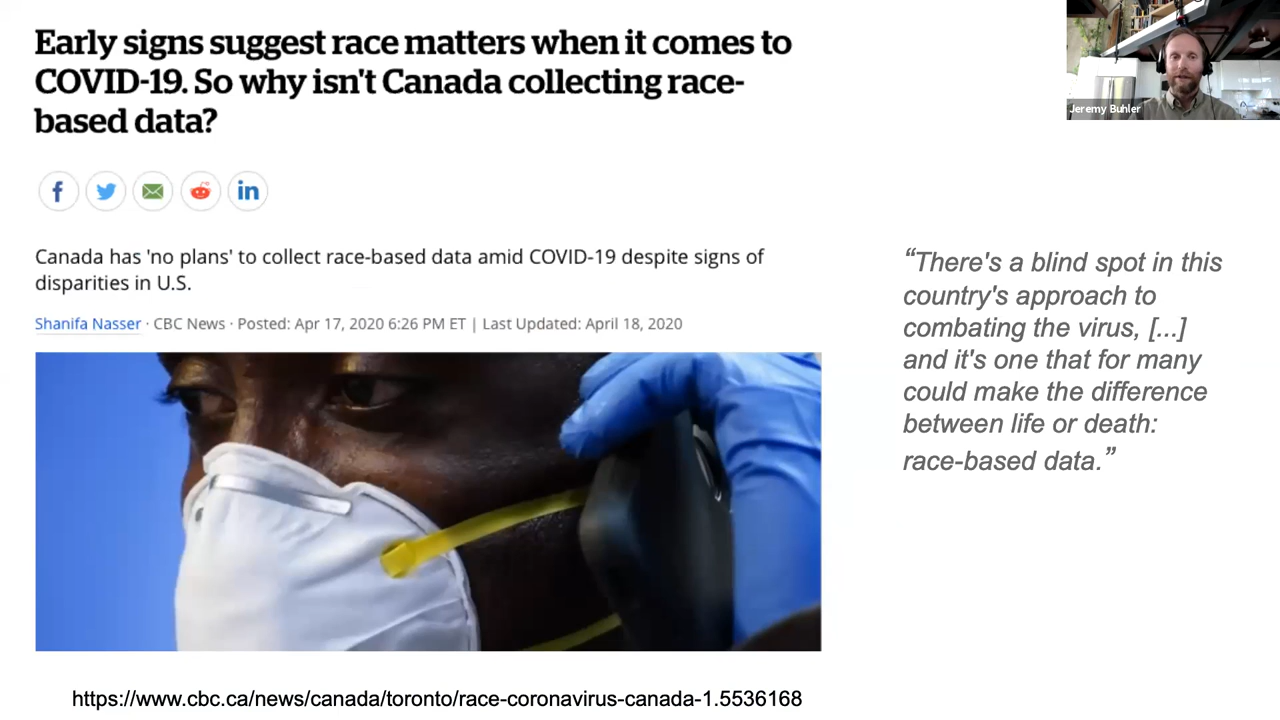 Early signs suggest race matters when it comes to
COVID-19. So why isn't Canada collecting race-
based data?
Canada has 'no plans' to collect race-based data amid COVID-19 despite signs of
disparities in U.S.
Shanifa Nasser · CBC News · Posted: Apr 17, 2020 6:26 PM ET | Last Updated: April 18, 2020
https://www.cbc.ca/news/canada/toronto/race-coronavirus-canada-1.5536168
Jeremy Buhler
“There's a blind spot in this
country's approach to
combating the virus, [...]
and it's one that for many
could make the difference
between life or death:
race-based data.”